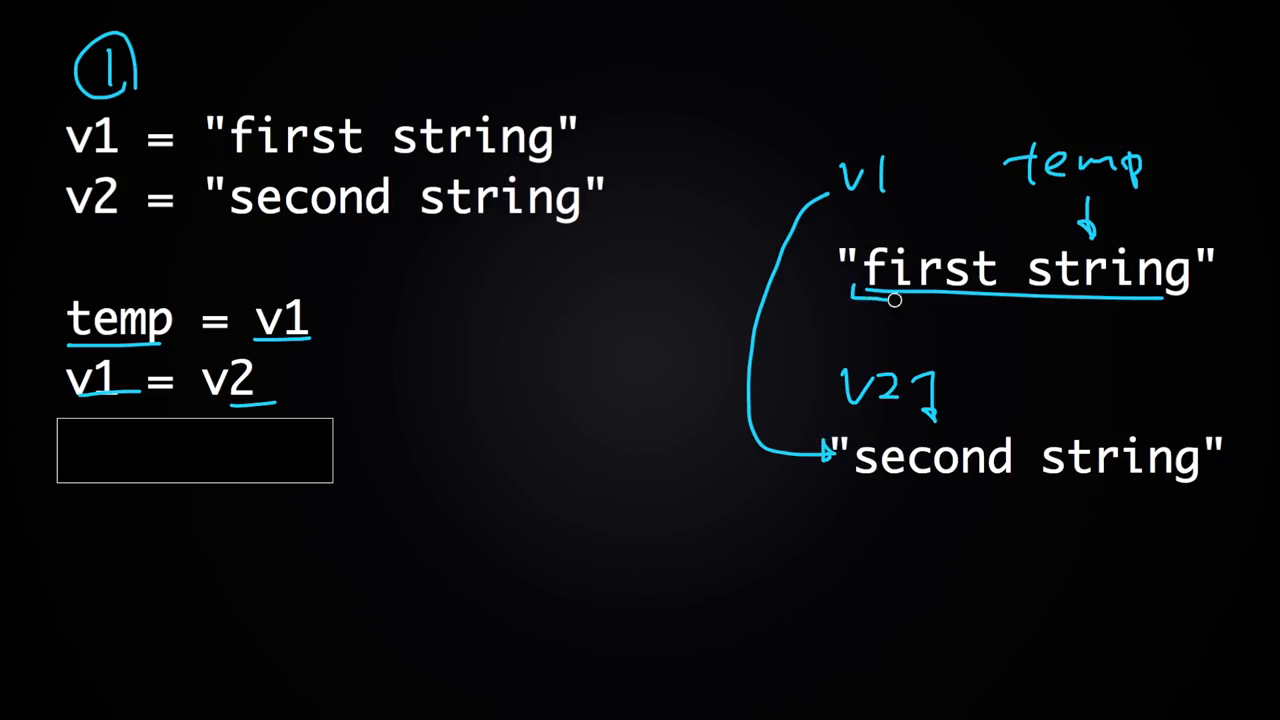 1
v1 = "first string"
v2 = "second string"
temp = v1
v1 = v2
v1 temp
"first string"
v2
"second string"